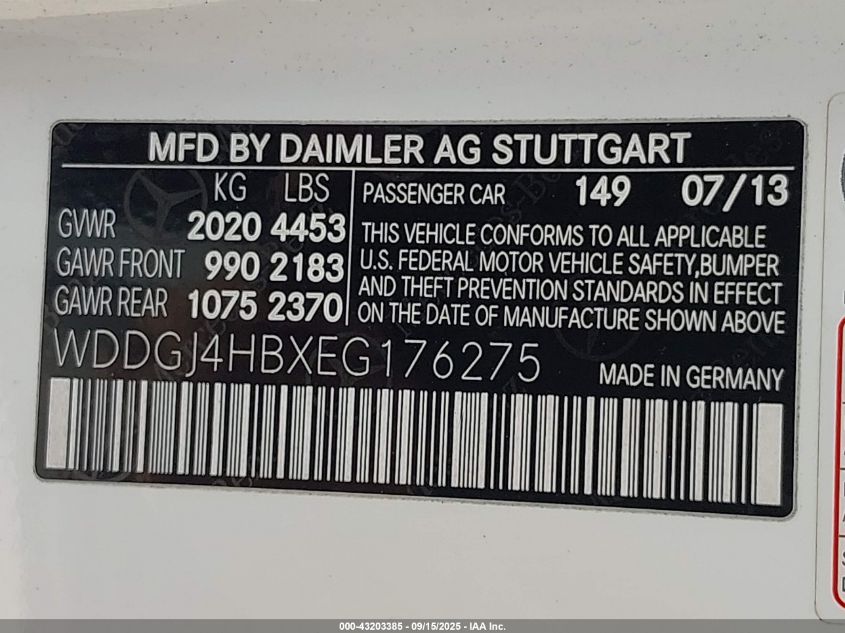 MFD BY DAIMLER AG STUTTGART
KG LBS
GVWR 2020 4453
GAWR FRONT 990 2183
GAWR REAR 1075 2370
PASSENGER CAR 149 07/13
THIS VEHICLE CONFORMS TO ALL APPLICABLE
U.S. FEDERAL MOTOR VEHICLE SAFETY,BUMPER
AND THEFT PREVENTION STANDARDS IN EFFECT
ON THE DATE OF MANUFACTURE SHOWN ABOVE
WDDGJ4HBXEG176275
MADE IN GERMANY
000-43203385 - 09/15/2025 - IAA Inc.